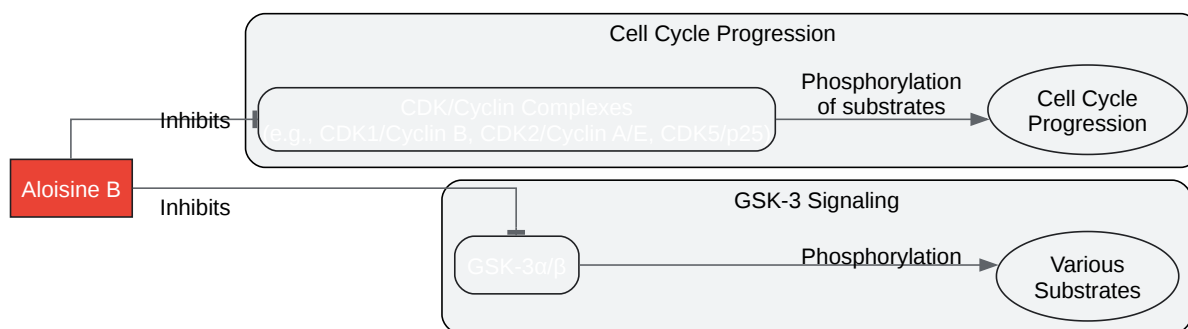 Cell Cycle Progression
CDK/Cyclin Complexes
(e.g., CDK1/Cyclin B, CDK2/Cyclin A/E, CDK5/p25)
Phosphorylation
of substrates
Cell Cycle
Progression
Inhibits
Aloisine B
Inhibits
GSK-3 Signaling
GSK-3α/β
Phosphorylation
Various
Substrates